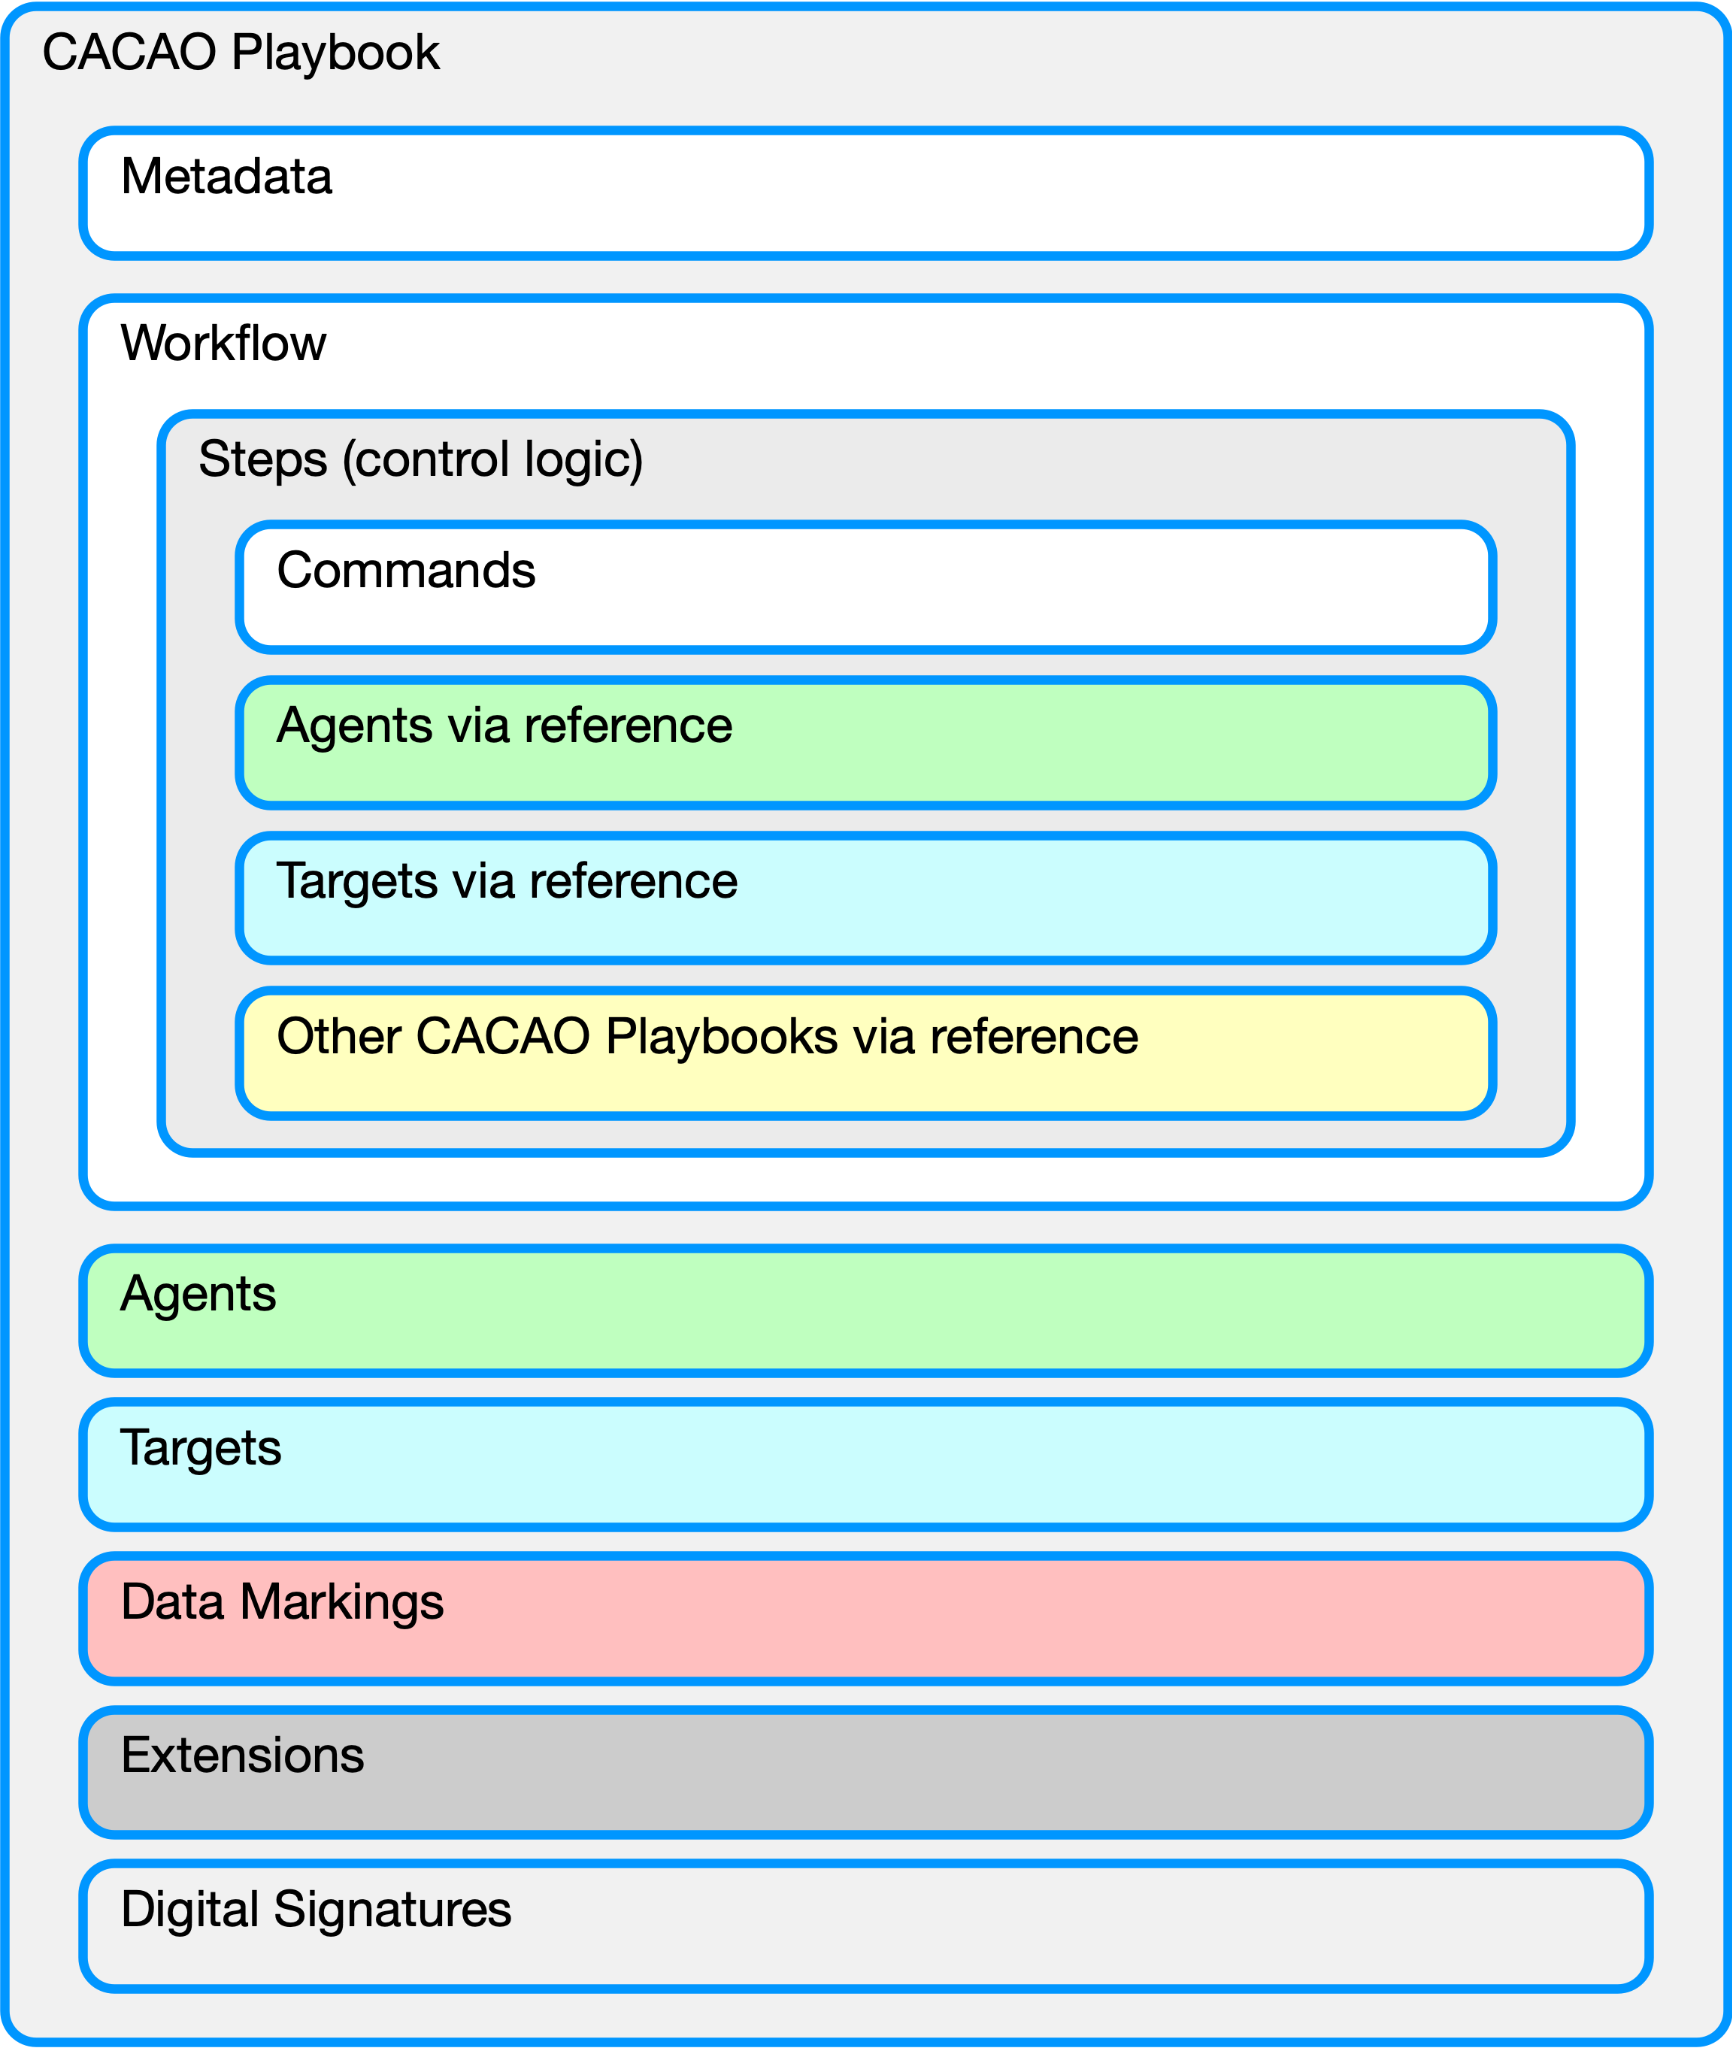 CACAO Playbook
Metadata
Workflow
Steps (control logic)
Commands
Agents via reference
Targets via reference
Other CACAO Playbooks via reference
Agents
Targets
Data Markings
Extensions
Digital Signatures